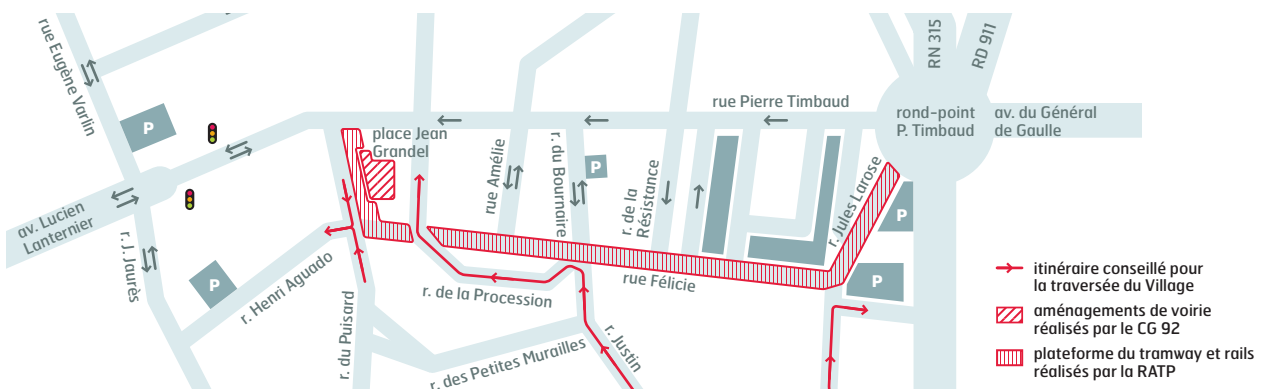 rue Eugène Varlin
P
av. Lucien
Lanternier
r. J. Jaurès
P
r. Henri Aguado
r. du Puisard
place Jean
Grandel
r. de la Procession
r. des Petites Murailles
r. Justin
rue Amélie
r. du Bournaire
P
r. de la
Résistance
rue Félicie
rue Pierre Timbaud
r. Jules Larose
P
P
rond-point
P. Timbaud
av. du Général
de Gaulle
RN 315
RD 911
itinéraire conseillé pour
la traversée du Village
aménagements de voirie
réalisés par le CG 92
plateforme du tramway et rails
réalisés par la RATP